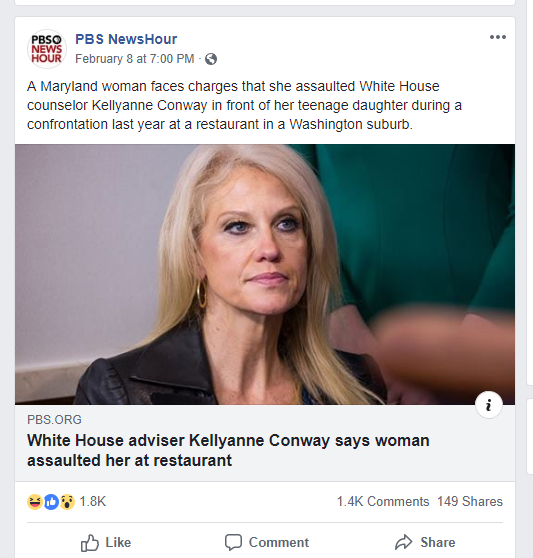 PBS
NEWS
HOUR
PBS NewsHour
February 8 at 7:00 PM ·
A Maryland woman faces charges that she assaulted White House
counselor Kellyanne Conway in front of her teenage daughter during a
confrontation last year at a restaurant in a Washington suburb.
i
PBS.ORG
White House adviser Kellyanne Conway says woman
assaulted her at restaurant
1.8K 1.4K Comments 149 Shares
Like Comment Share